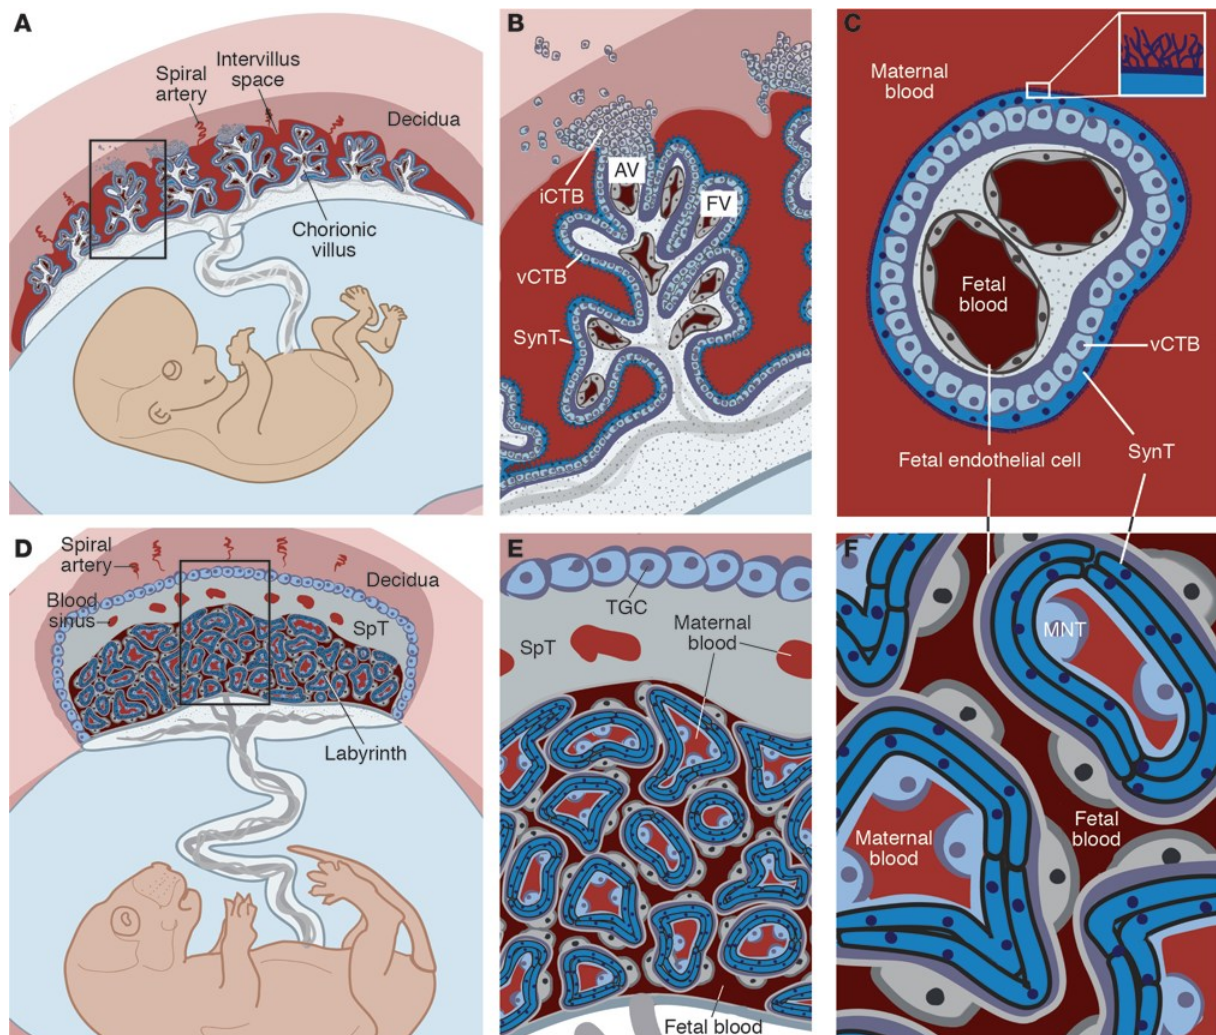 A
Spiral
artery
Intervillus
space
Decidua
Chorionic
villus
B
iCTB
AV
FV
vCTB
SynT
C
Maternal
blood
Fetal
blood
vCTB
SynT
Fetal endothelial cell
D
Spiral
artery
Decidua
Blood
sinus
SpT
Labyrinth
E
TGC
SpT
Maternal
blood
Fetal blood
F
MNT
Fetal
blood
Maternal
blood